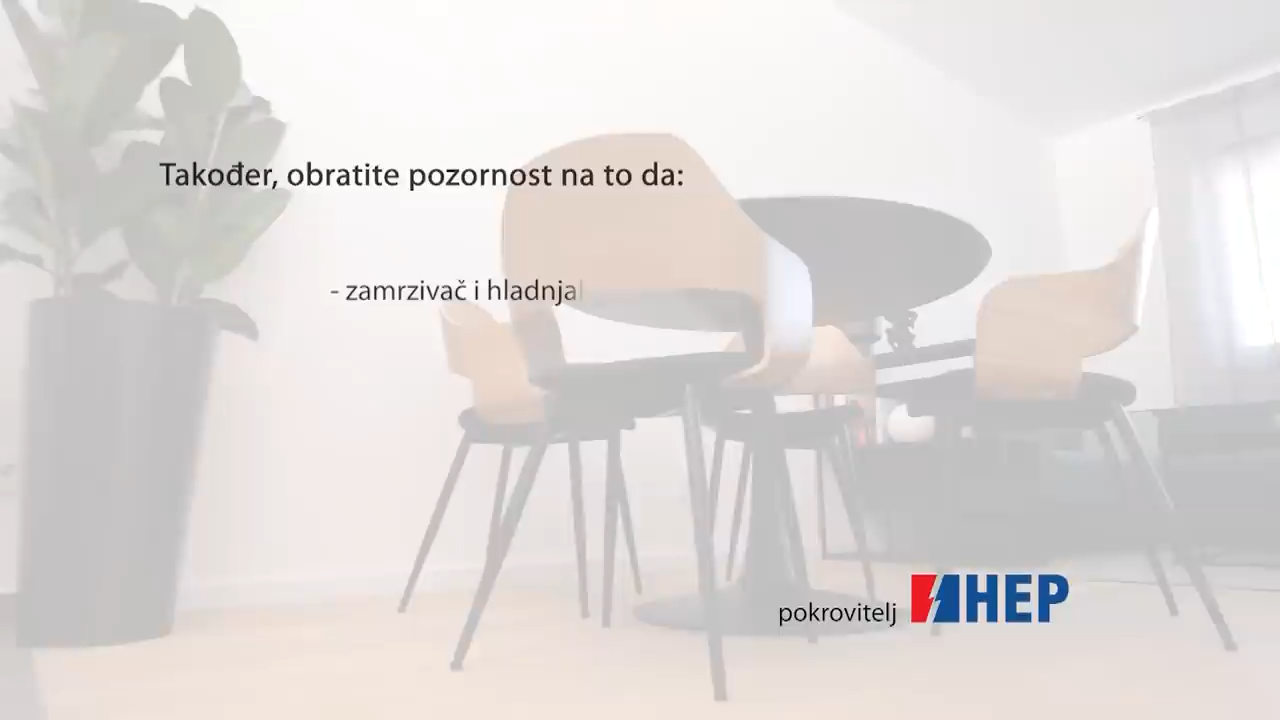 Također, obratite pozornost na to da:
- zamrzivač i hladnja
pokrovitelj HEP